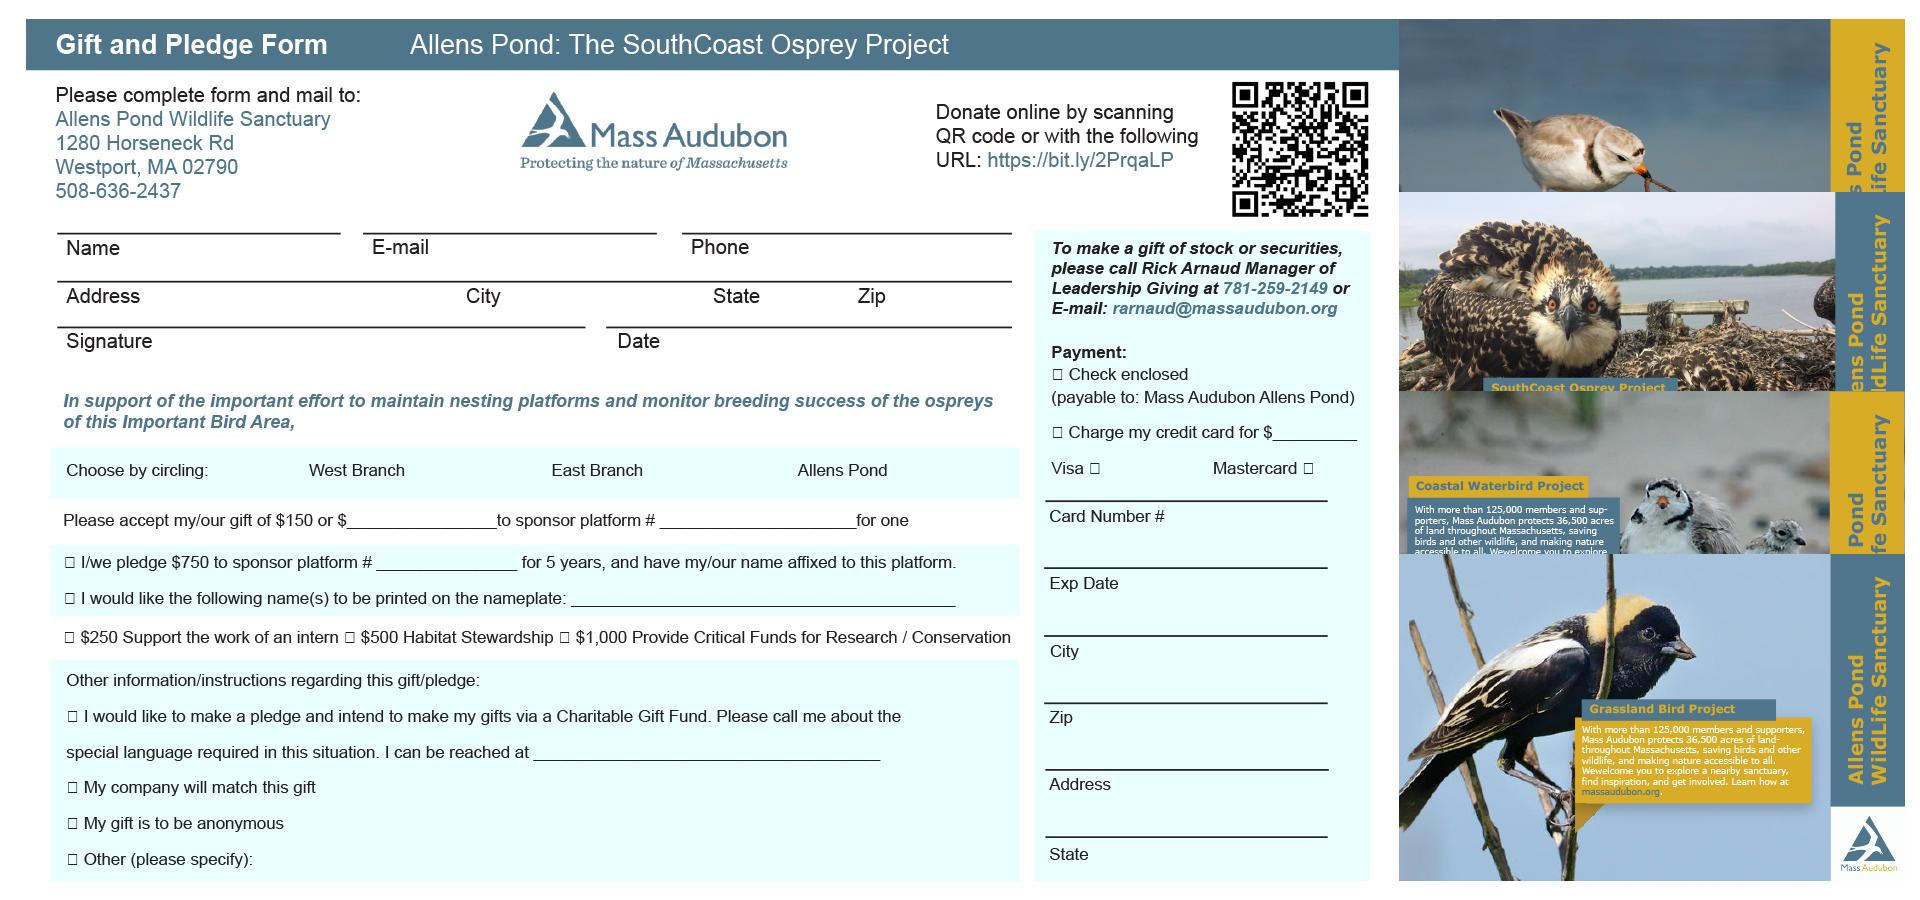 Gift and Pledge Form Allens Pond: The SouthCoast Osprey Project
Please complete form and mail to:
Allens Pond Wildlife Sanctuary
1280 Horseneck Rd
Westport, MA 02790
508-636-2437
Mass Audubon
Protecting the nature of Massachusetts
Donate online by scanning
QR code or with the following
URL: https://bit.ly/2PrqaLP
Name E-mail Phone
Address City State Zip
Signature Date
In support of the important effort to maintain nesting platforms and monitor breeding success of the ospreys
of this Important Bird Area,
Choose by circling: West Branch East Branch Allens Pond
Please accept my/our gift of $150 or $________________to sponsor platform # _____________________for one
☐ I/we pledge $750 to sponsor platform # _______________ for 5 years, and have my/our name affixed to this platform.
☐ I would like the following name(s) to be printed on the nameplate: _________________________________________
☐ $250 Support the work of an intern ☐ $500 Habitat Stewardship ☐ $1,000 Provide Critical Funds for Research / Conservation
Other information/instructions regarding this gift/pledge:
☐ I would like to make a pledge and intend to make my gifts via a Charitable Gift Fund. Please call me about the
special language required in this situation. I can be reached at _____________________________________
☐ My company will match this gift
☐ My gift is to be anonymous
☐ Other (please specify):
To make a gift of stock or securities,
please call Rick Arnaud Manager of
Leadership Giving at 781-259-2149 or
E-mail: rarnaud@massaudubon.org
Payment:
☐ Check enclosed
(payable to: Mass Audubon Allens Pond)
☐ Charge my credit card for $_________
Visa ☐ Mastercard ☐
Card Number #
Exp Date
City
Zip
Address
State
s Pond
ife Sanctuary
ens Pond
ldLife Sanctuary
SouthCoast Osprey Project
Pond
fe Sanctuary
Coastal Waterbird Project
With more than 125,000 members and sup-
porters, Mass Audubon protects 36,500 acres
of land throughout Massachusetts, saving
birds and other wildlife, and making nature
accessible to all. Wewelcome you to explore
Allens Pond
WildLife Sanctuary
Grassland Bird Project
With more than 125,000 members and supporters,
Mass Audubon protects 36,500 acres of land-
throughout Massachusetts, saving birds and other
wildlife, and making nature accessible to all.
Wewelcome you to explore a nearby sanctuary,
find inspiration, and get involved. Learn how at
massaudubon.org.
Mass Audubon